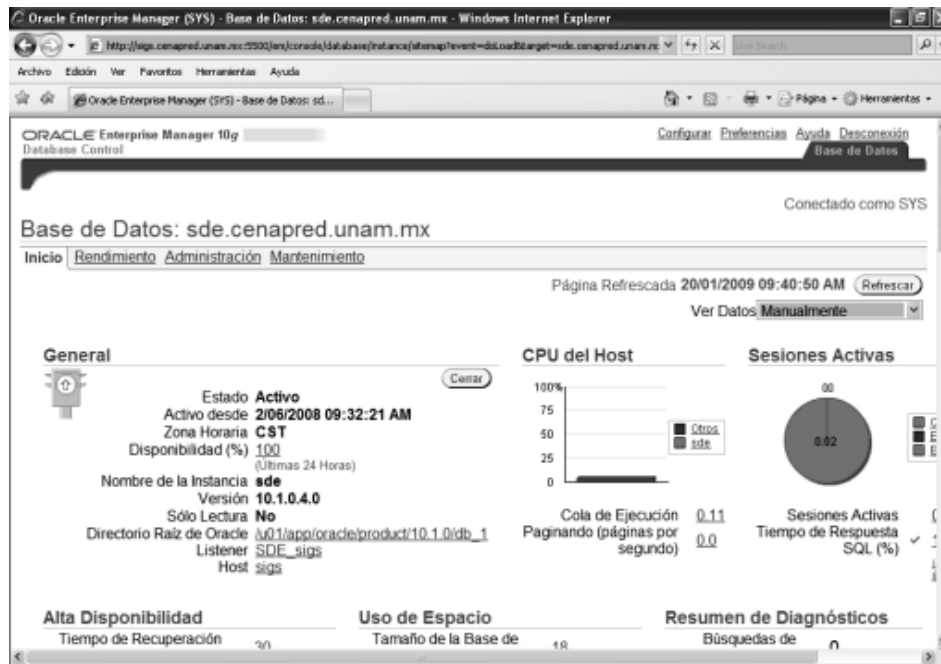 Oracle Enterprise Manager (SYS) - Base de Datos: sde.cenapred.unam.mx - Windows Internet Explorer
Live Search
Archivo Edición Ver Favoritos Herramientas Ayuda
Oracle Enterprise Manager (SYS) - Base de Datos: sd...
Página Herramientas
ORACLE Enterprise Manager 10g
Database Control
Configurar Preferencias Ayuda Desconexión
Base de Datos
Conectado como SYS
Base de Datos: sde.cenapred.unam.mx
Inicio Rendimiento Administración Mantenimiento
Página Refrescada 20/01/2009 09:40:50 AM Refrescar
Ver Datos Manualmente
General
Cerrar
Estado Activo
Activo desde 2/06/2008 09:32:21 AM
Zona Horaria CST
Disponibilidad (%) 100
(Últimas 24 Horas)
Nombre de la Instancia sde
Versión 10.1.0.4.0
Sólo Lectura No
Directorio Raíz de Oracle /u01/app/oracle/product/10.1.0/db_1
Listener SDE_sigs
Host sigs
CPU del Host
100%
75
50
25
0
Otros
sde
Cola de Ejecución 0.11
Paginando (páginas por segundo) 0.0
Sesiones Activas
00
0.02
Sesiones Activas
Tiempo de Respuesta
SQL (%)
Alta Disponibilidad
Tiempo de Recuperación
Uso de Espacio
Tamaño de la Base de
Resumen de Diagnósticos
Búsquedas de